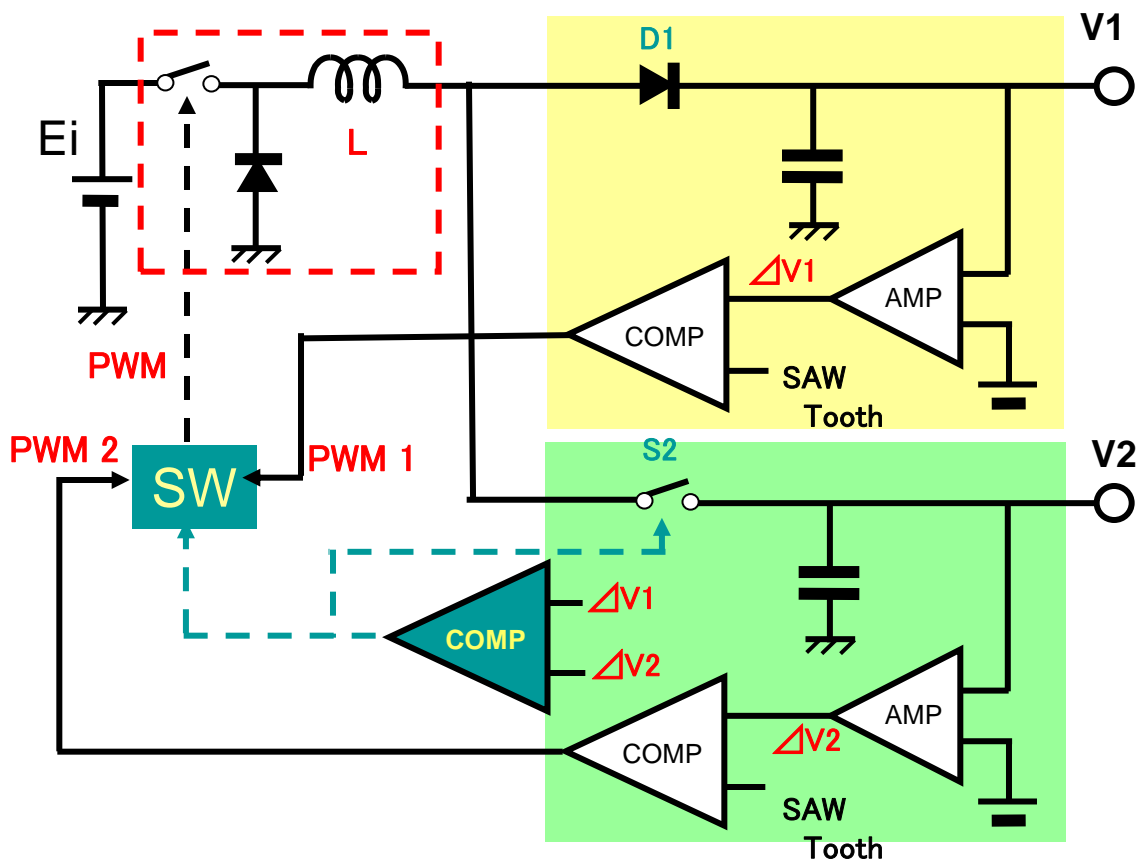 V1
D1
Ei
L
⊿V1
AMP
COMP
SAW
Tooth
PWM
PWM 2
PWM 1
SW
S2
V2
⊿V1
COMP
⊿V2
AMP
COMP
⊿V2
SAW
Tooth